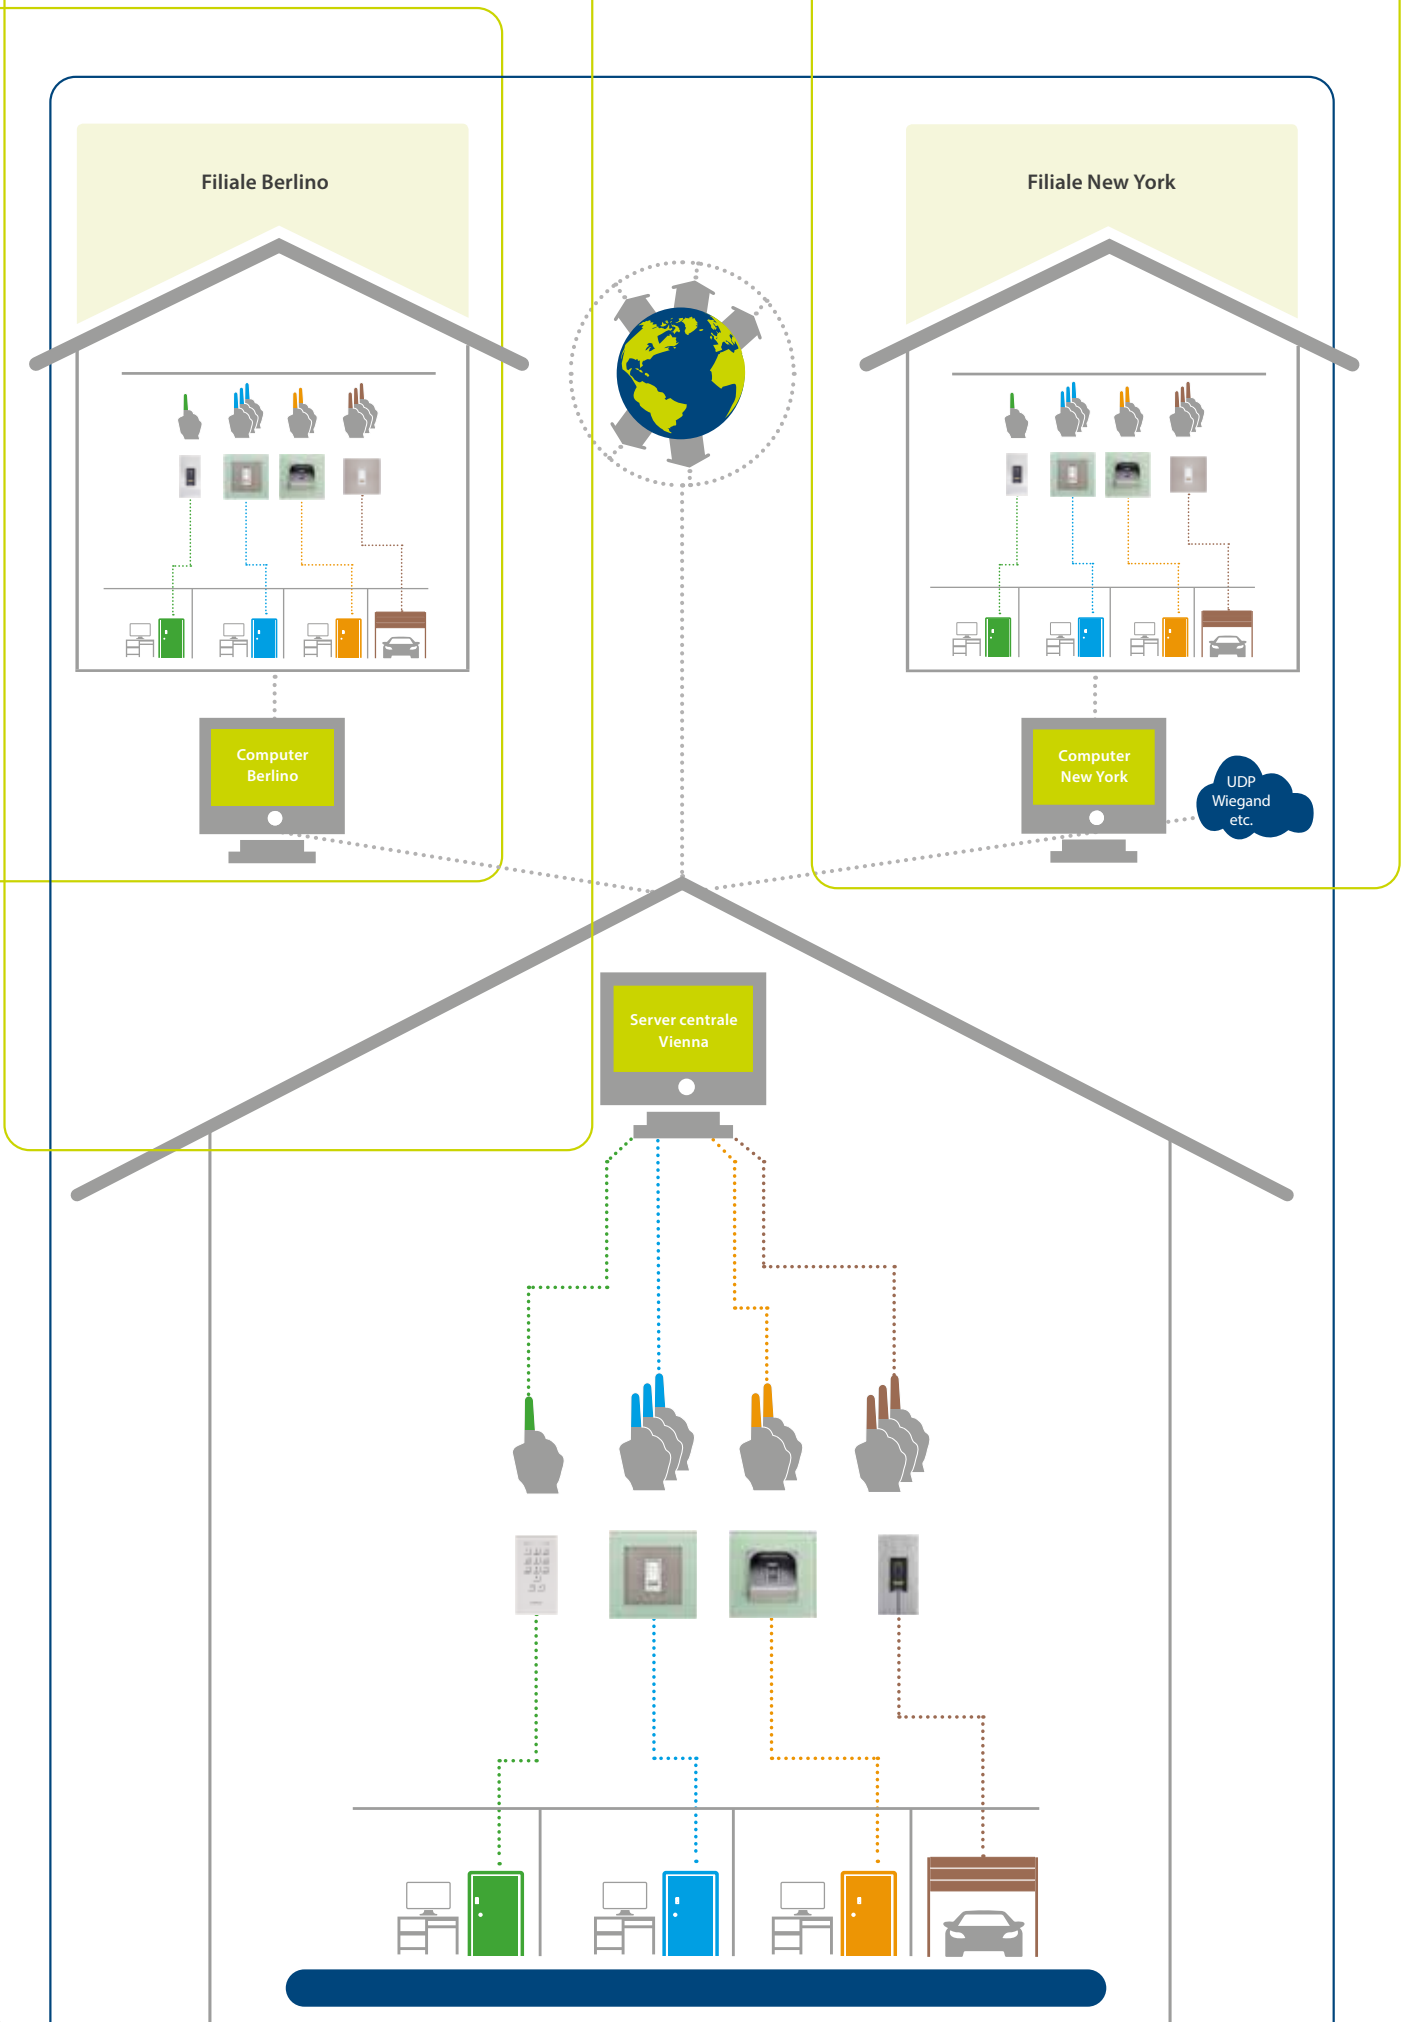 Filiale Berlino
Filiale New York
Computer
Berlino
Computer
New York
UDP
Wiegand
etc.
Server centrale
Vienna